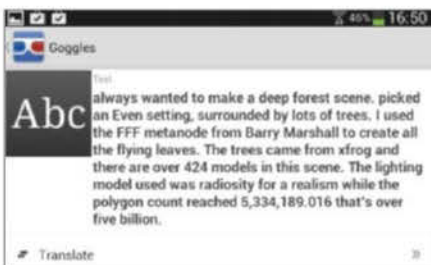 46% 16:50
Goggles
Text
Abc
always wanted to make a deep forest scene. picked
an Even setting, surrounded by lots of trees. I used
the FFF metanode from Barry Marshall to create all
the flying leaves. The trees came from xfrog and
there are over 424 models in this scene. The lighting
model used was radiosity for a realism while the
polygon count reached 5,334,189.016 that's over
five billion.
Translate